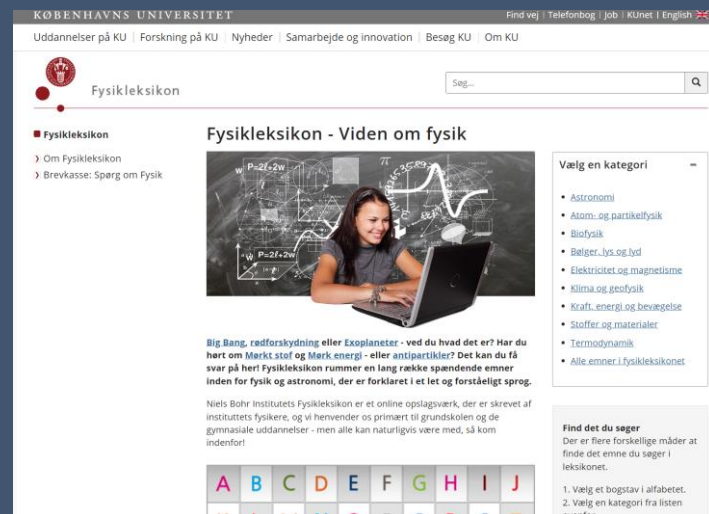 KØBENHAVNS UNIVERSITET
Find vej | Telefonbog | Job | KUnet | English
Uddannelser på KU | Forskning på KU | Nyheder | Samarbejde og innovation | Besøg KU | Om KU
Fysikleksikon
Søg...
Fysikleksikon
Om Fysikleksikon
Brevkasse: Spørg om Fysik
Fysikleksikon - Viden om fysik
P=2ℓ+2w
w
π
P=2ℓ+2w
Big Bang, rødforskydning eller Exoplaneter - ved du hvad det er? Har du
hørt om Mørkt stof og Mørk energi - eller antipartikler? Det kan du få
svar på her! Fysikleksikon rummer en lang række spændende emner
inden for fysik og astronomi, der er forklaret i et let og forståeligt sprog.
Niels Bohr Institutets Fysikleksikon er et online opslagsværk, der er skrevet af
instituttets fysikere, og vi henvender os primært til grundskolen og de
gymnasiale uddannelser - men alle kan naturligvis være med, så kom
indenfor!
A B C D E F G H I J
Vælg en kategori
Astronomi
Atom- og partikelfysik
Biofysik
Bølger, lys og lyd
Elektricitet og magnetisme
Klima og geofysik
Kraft, energi og bevægelse
Stoffer og materialer
Termodynamik
Alle emner i fysikleksikonet
Find det du søger
Der er flere forskellige måder at
finde det emne du søger i
leksikonet.
1. Vælg et bogstav i alfabetet.
2. Vælg en kategori fra listen